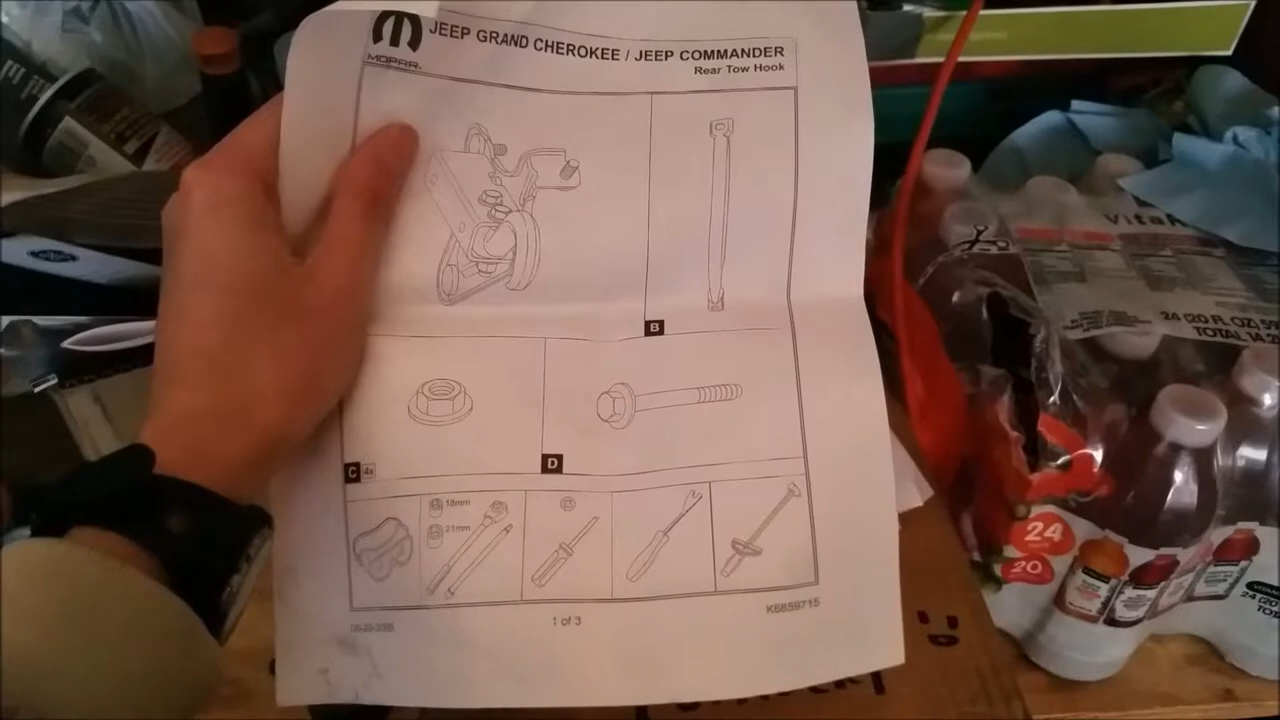 JEEP GRAND CHEROKEE / JEEP COMMANDER
MOPAR
Rear Tow Hook
B
C 4x
D
18mm
21mm
1 of 3
K6859715
24 (20 FL OZ)
TOTAL
24
20